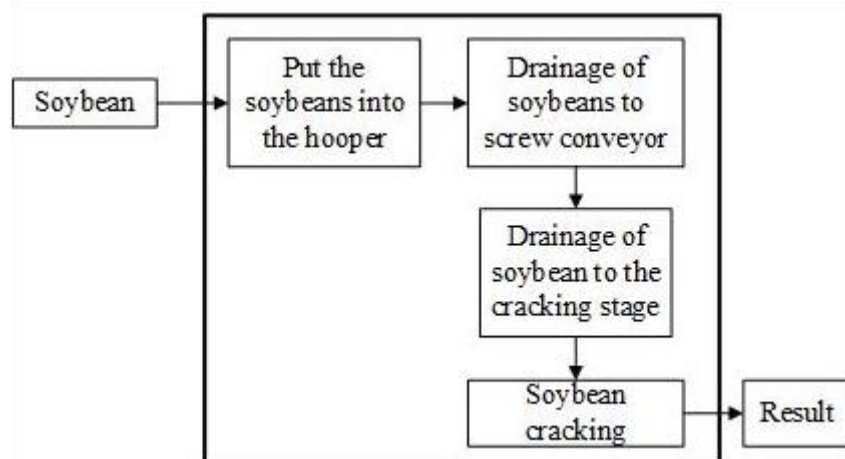 Soybean
Put the
soybeans into
the hooper
Drainage of
soybeans to
screw conveyor
Drainage of
soybean to the
cracking stage
Soybean
cracking
Result